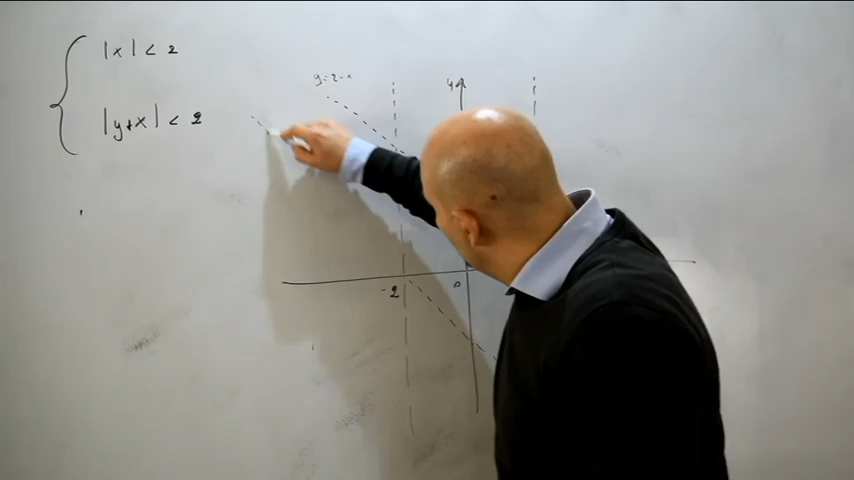 |x| < 2
|y+x| < 2
y=2-x
y
-2
0